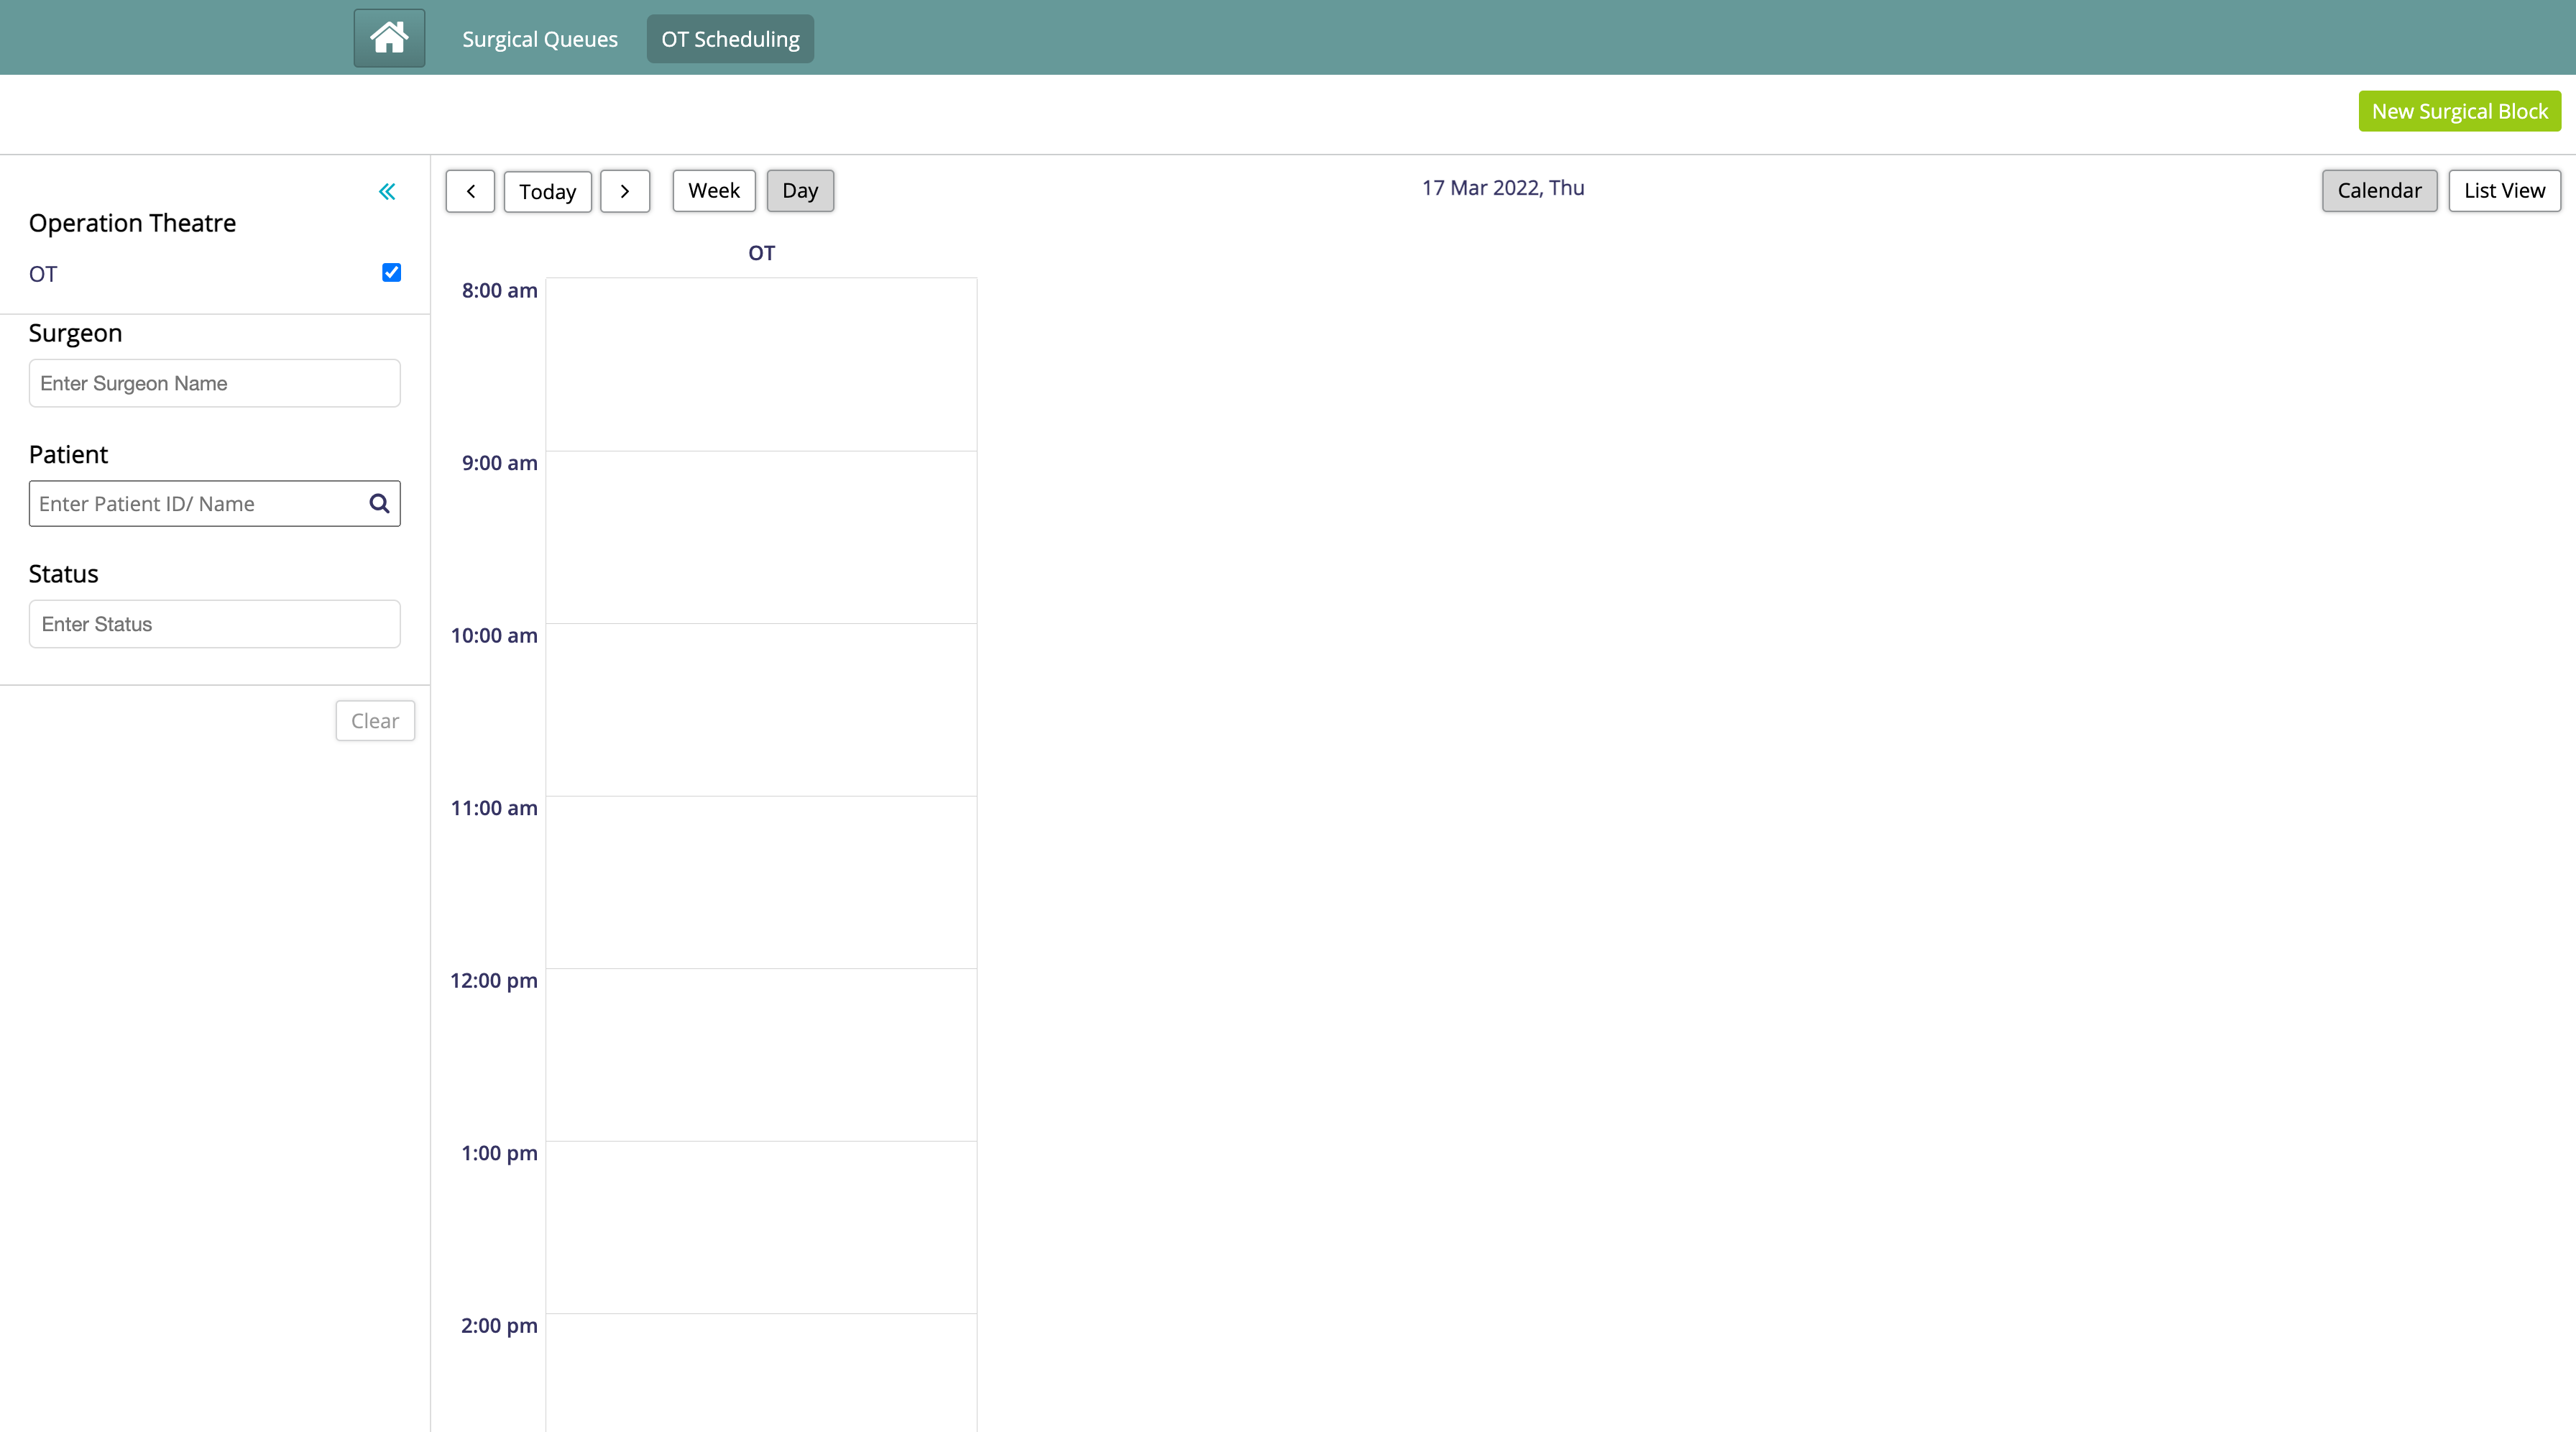 Surgical Queues OT Scheduling
New Surgical Block
Today Week Day 17 Mar 2022, Thu Calendar List View
Operation Theatre
OT
Surgeon
Enter Surgeon Name
Patient
Enter Patient ID/ Name
Status
Enter Status
Clear
OT
8:00 am
9:00 am
10:00 am
11:00 am
12:00 pm
1:00 pm
2:00 pm